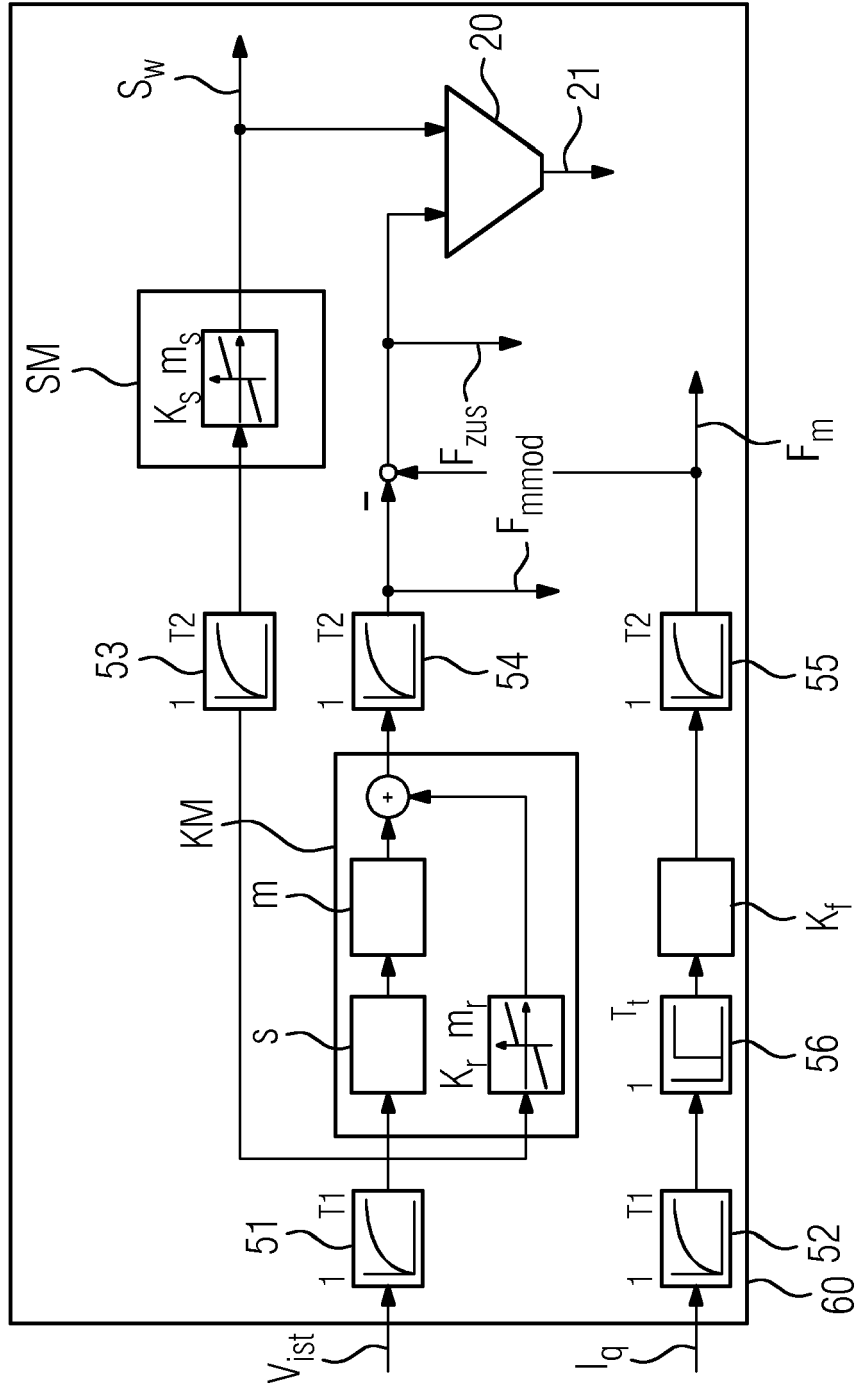 SM
K_s m_s
S_w
53
1 T2
KM
s
m
+
K_r m_r
51
1 T1
V_ist
54
1 T2
–
F_mmod
F_zus
20
21
I_q
52
1 T1
56
1 T_t
K_f
55
1 T2
F_m
60